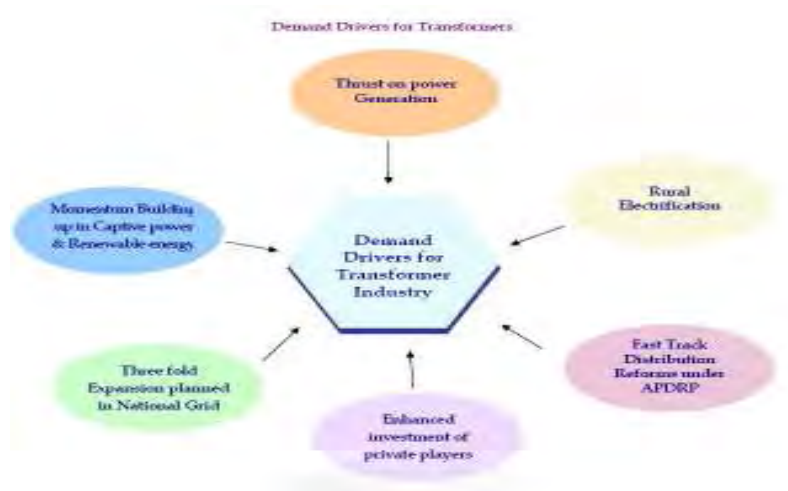 Demand Drivers for Transformers
Thrust on power
Generation
Rural
Electrification
Momentum Building
up in Captive power
& Renewable energy
Demand
Drivers for
Transformer
Industry
Fast Track
Distribution
Reforms under
APDRP
Three fold
Expansion planned
in National Grid
Enhanced
investment of
private players